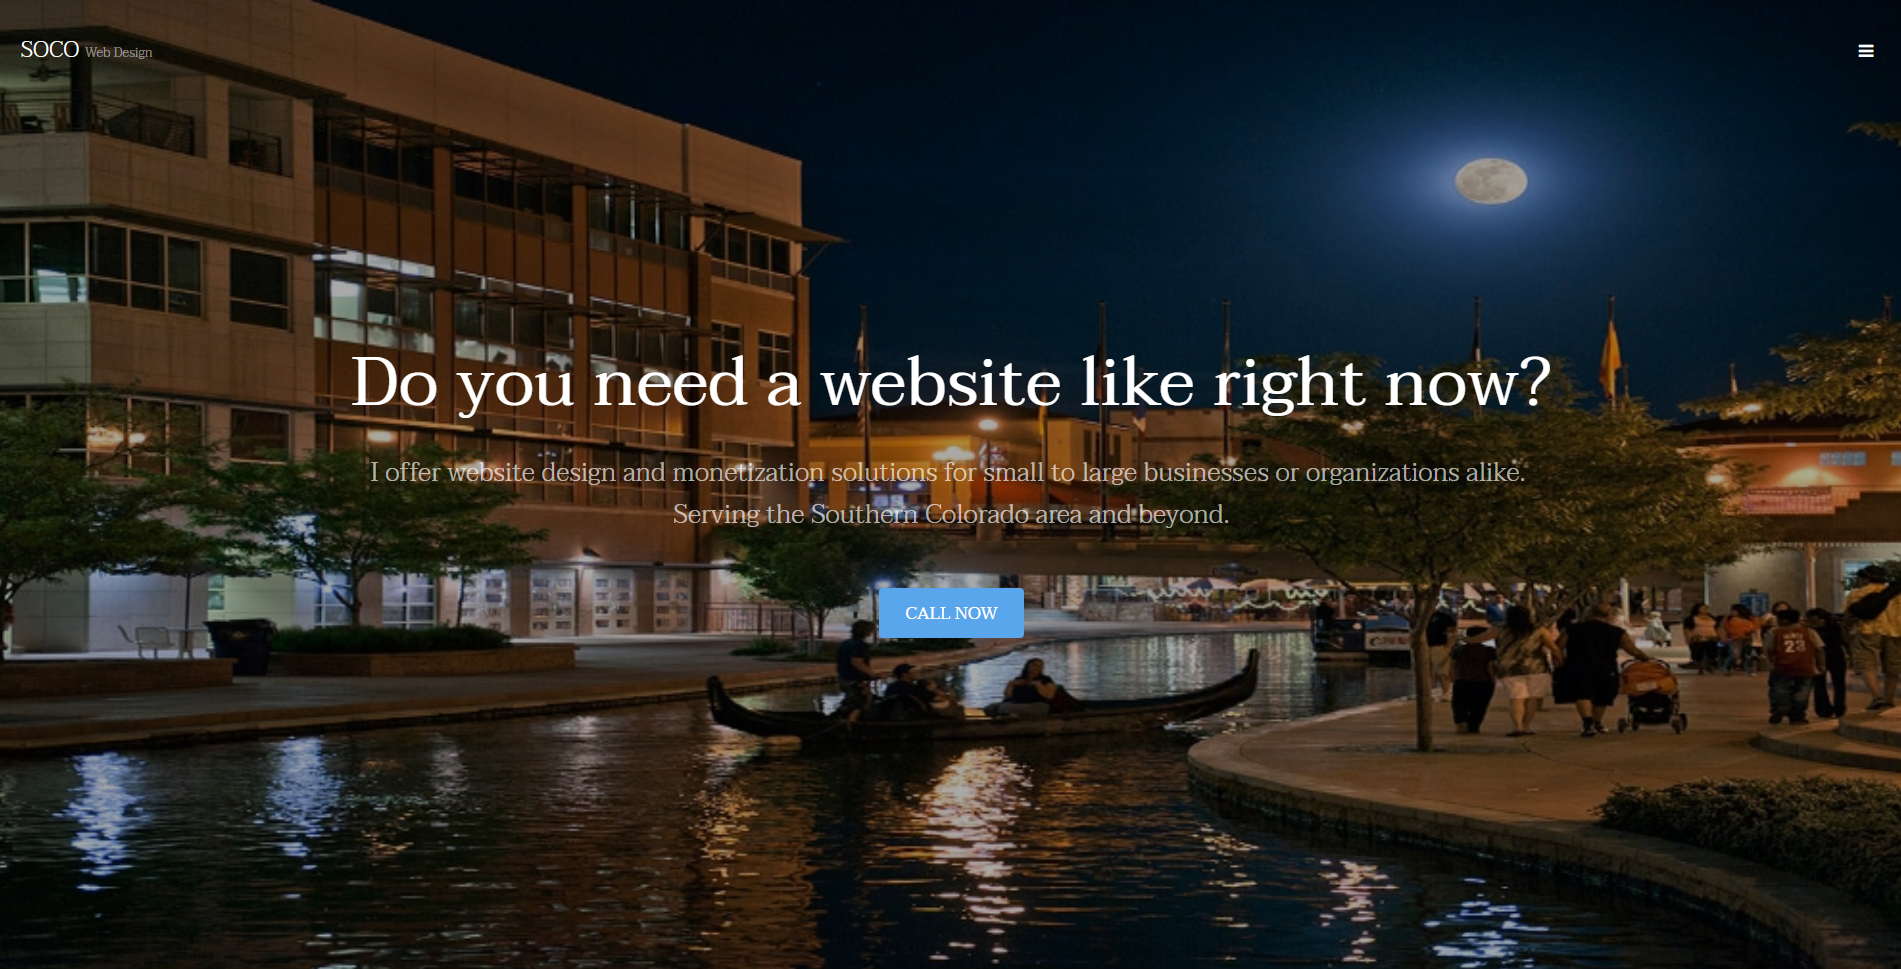 SOCO Web Design
Do you need a website like right now?
I offer website design and monetization solutions for small to large businesses or organizations alike.
Serving the Southern Colorado area and beyond.
CALL NOW
23